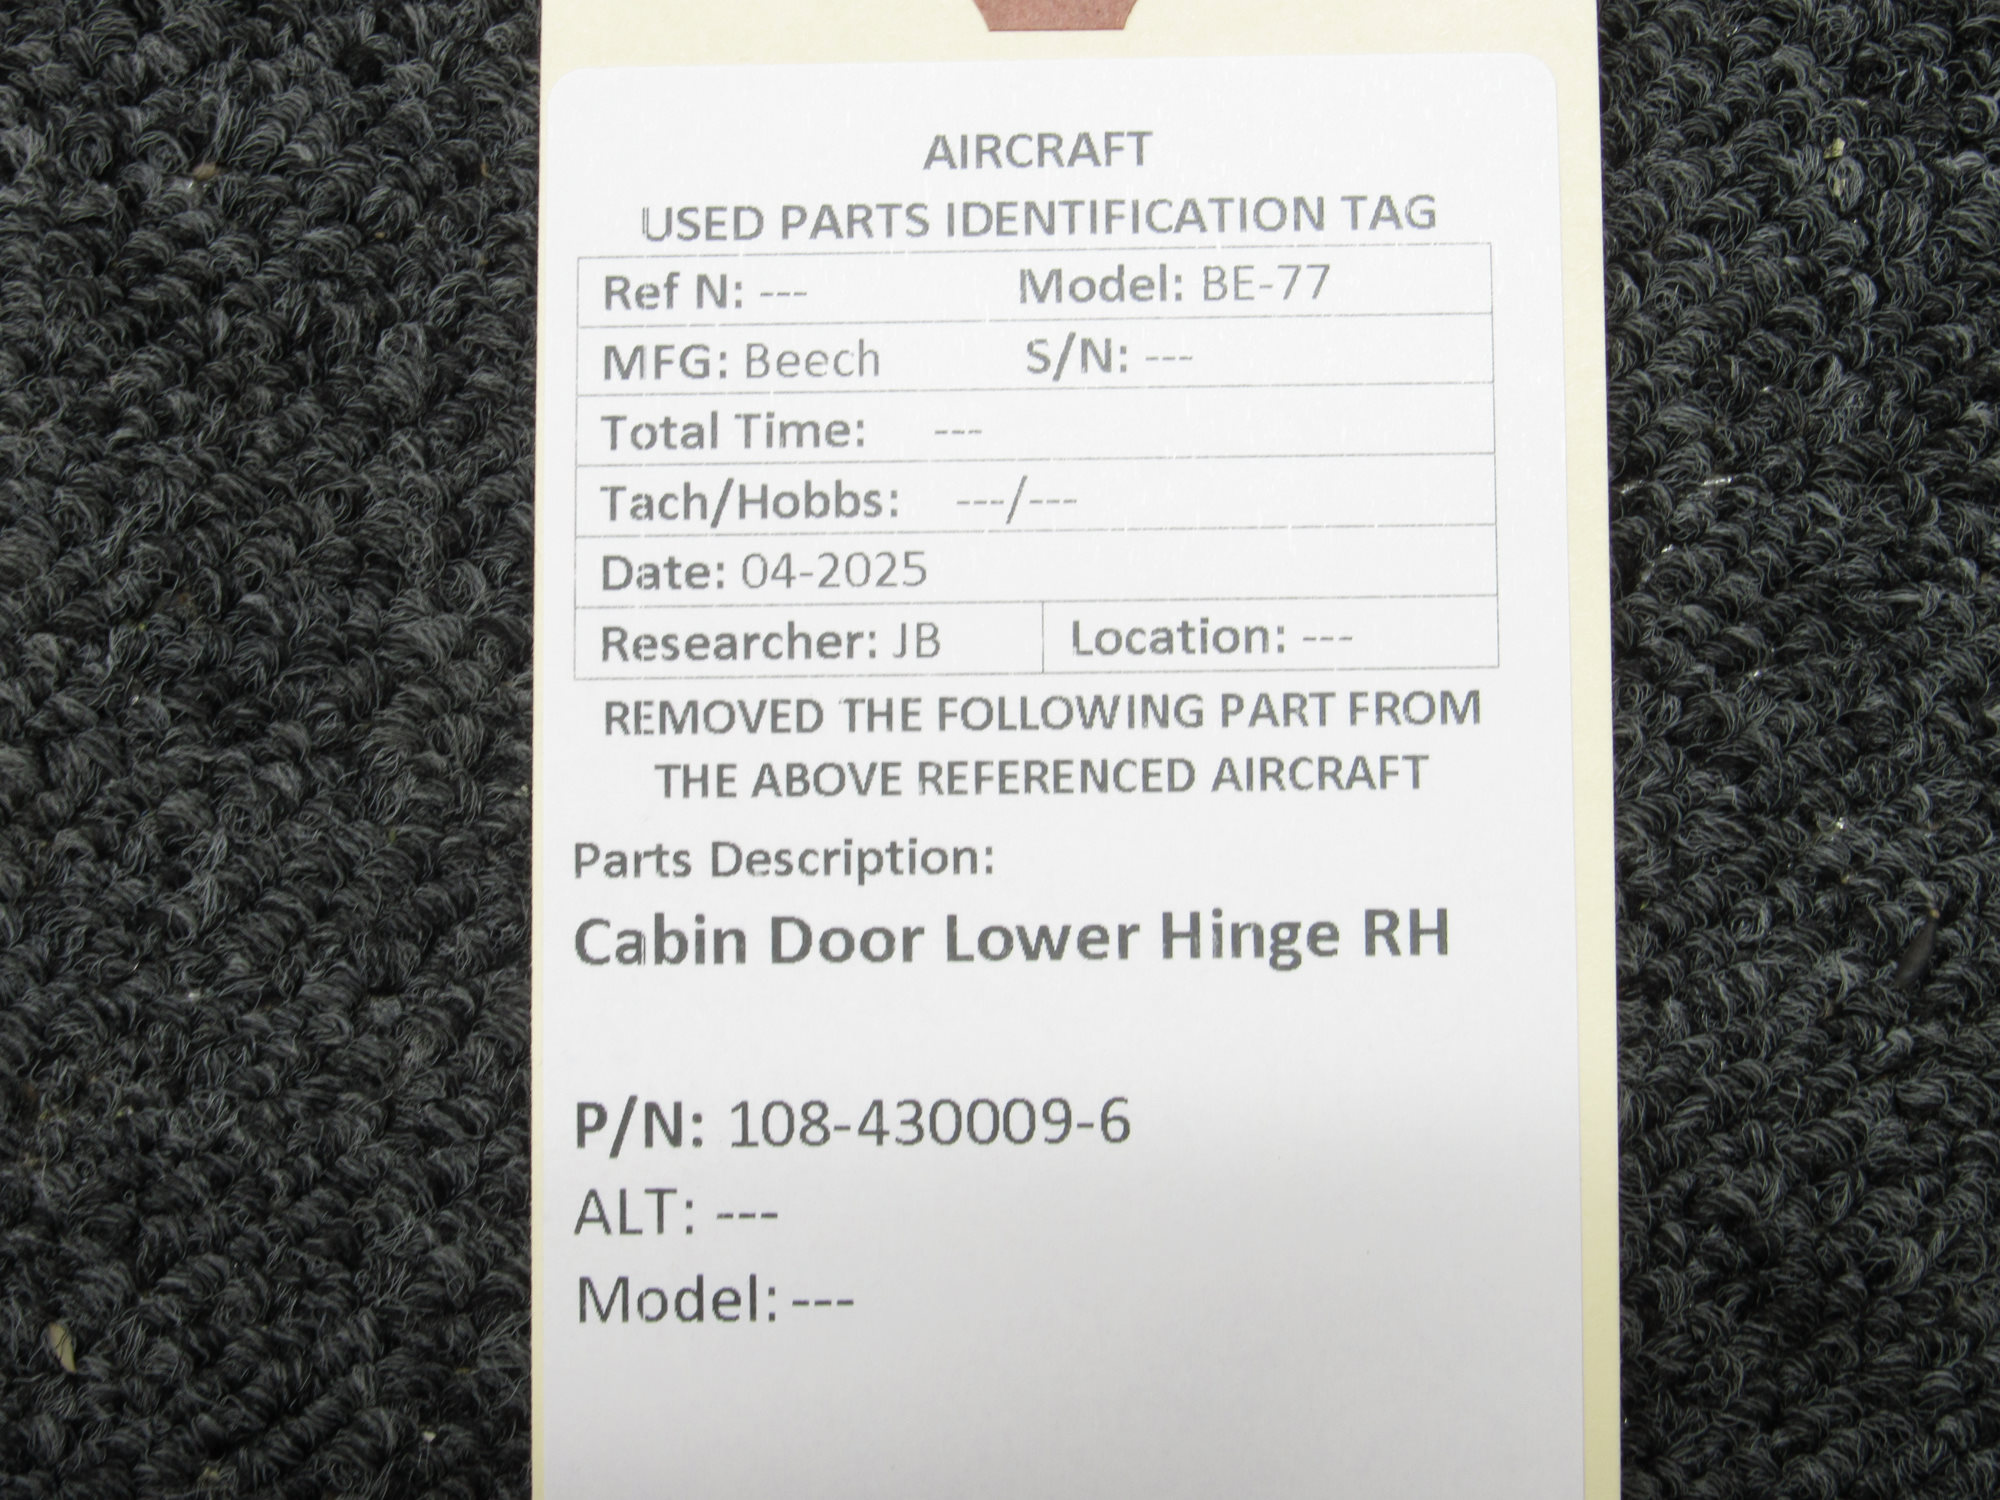 AIRCRAFT
USED PARTS IDENTIFICATION TAG
Ref N: --- Model: BE-77
MFG: Beech S/N: ---
Total Time: ---
Tach/Hobbs: ---/---
Date: 04-2025
Researcher: JB Location: ---
REMOVED THE FOLLOWING PART FROM
THE ABOVE REFERENCED AIRCRAFT
Parts Description:
Cabin Door Lower Hinge RH
P/N: 108-430009-6
ALT: ---
Model: ---